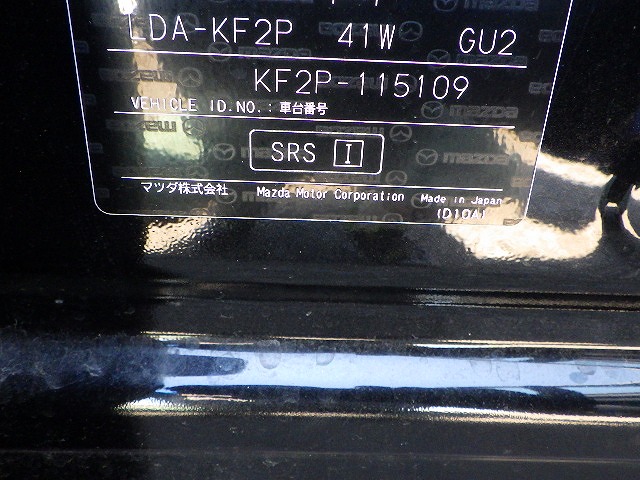 LDA-KF2P 41W GU2
KF2P-115109
VEHICLE ID.NO.: 車台番号
SRS I
マツダ株式会社 Mazda Motor Corporation Made in Japan
(D10A)